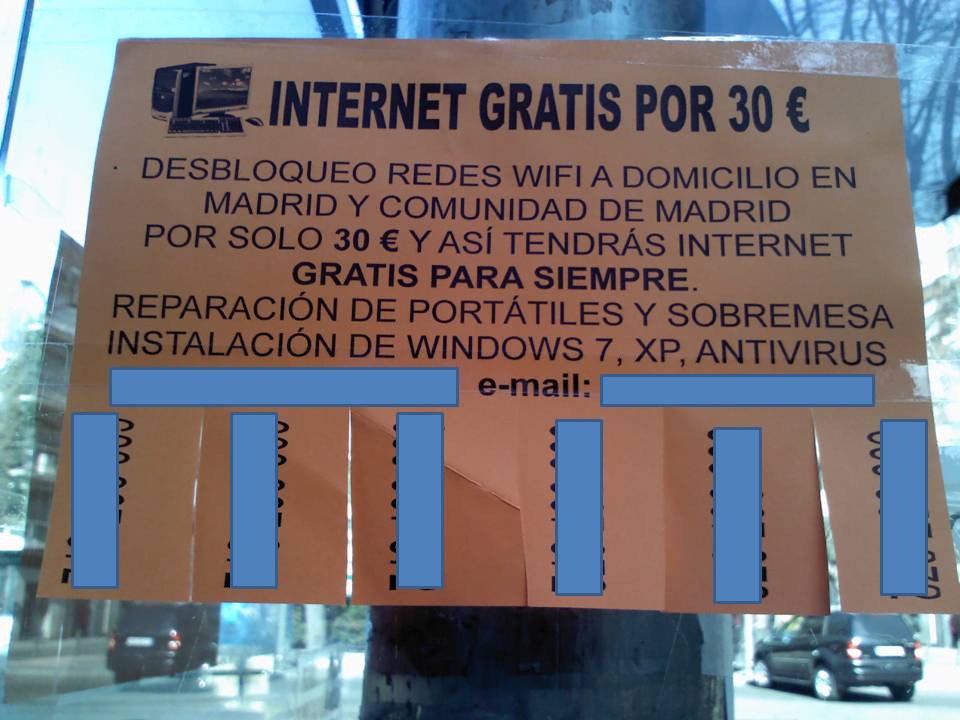 INTERNET GRATIS POR 30 €
DESBLOQUEO REDES WIFI A DOMICILIO EN
MADRID Y COMUNIDAD DE MADRID
POR SOLO 30 € Y ASÍ TENDRÁS INTERNET
GRATIS PARA SIEMPRE.
REPARACIÓN DE PORTÁTILES Y SOBREMESA
INSTALACIÓN DE WINDOWS 7, XP, ANTIVIRUS
e-mail: